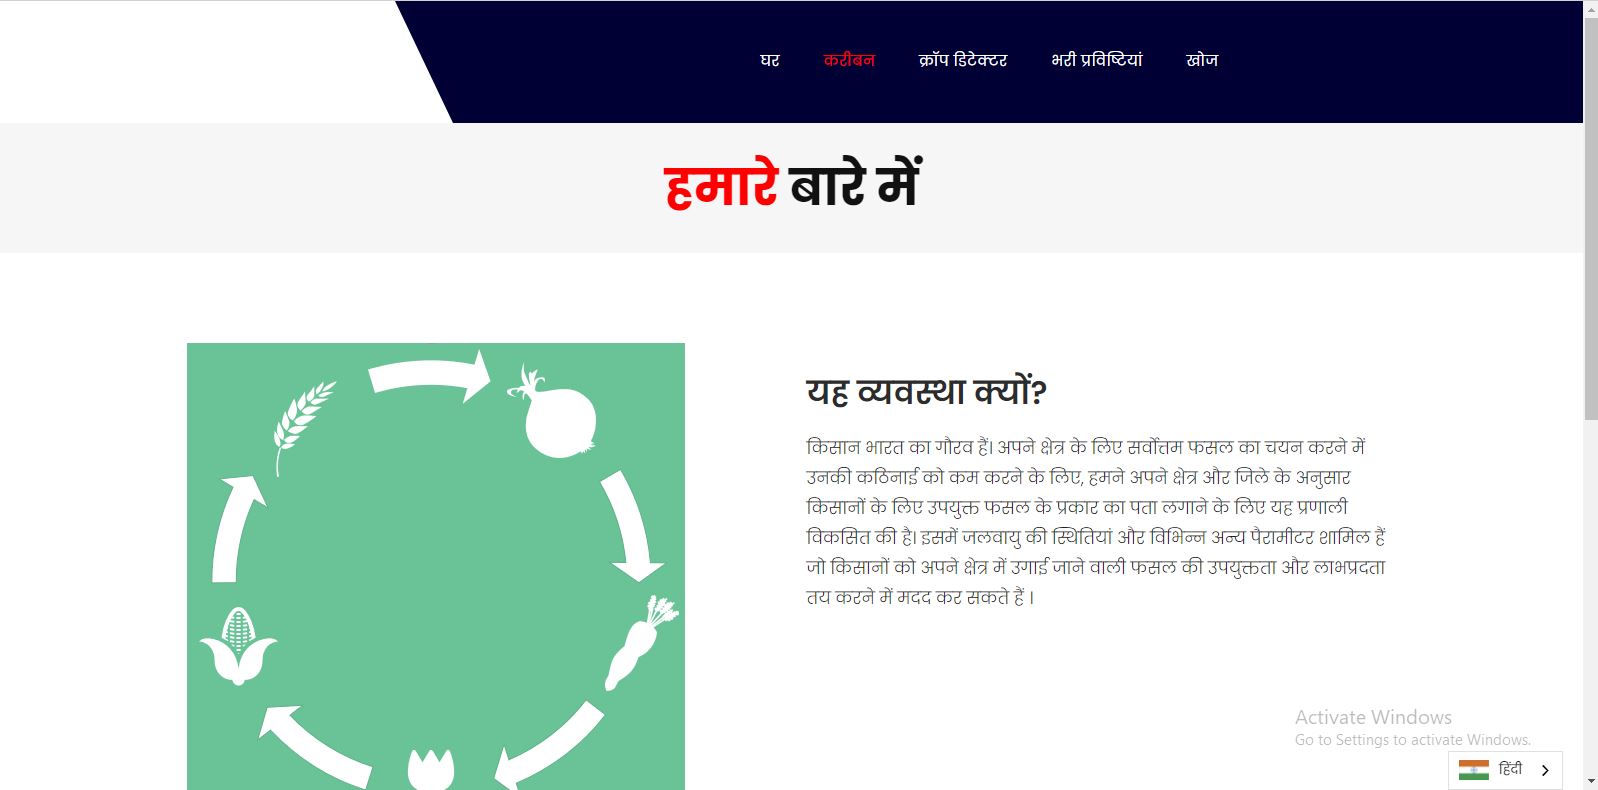 घर करीबन क्रॉप डिटेक्टर भरी प्रविष्टियां खोज
हमारे बारे में
यह व्यवस्था क्यों?
किसान भारत का गौरव हैं। अपने क्षेत्र के लिए सर्वोत्तम फसल का चयन करने में
उनकी कठिनाई को कम करने के लिए, हमने अपने क्षेत्र और जिले के अनुसार
किसानों के लिए उपयुक्त फसल के प्रकार का पता लगाने के लिए यह प्रणाली
विकसित की है। इसमें जलवायु की स्थितियां और विभिन्न अन्य पैरामीटर शामिल हैं
जो किसानों को अपने क्षेत्र में उगाई जाने वाली फसल की उपयुक्तता और लाभप्रदता
तय करने में मदद कर सकते हैं ।
Activate Windows
Go to Settings to activate Windows.
हिंदी